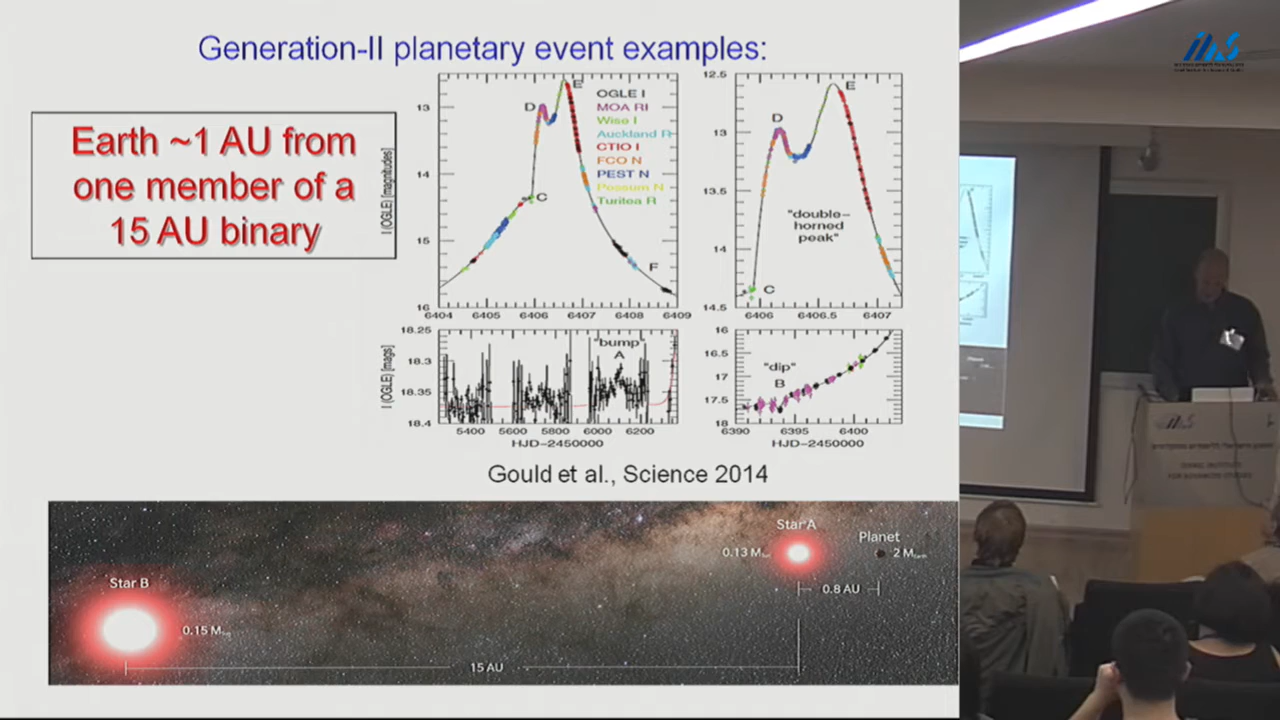 Generation-II planetary event examples:
Earth ~1 AU from
one member of a
15 AU binary
I (OGLE) [magnitudes]
13
14
15
16
6404 6405 6406 6407 6408 6409
C
D
E
F
OGLE I
MOA RI
Wise I
Auckland R
CTIO I
FCO N
PEST N
Possum N
Turitea R
12.5
13
13.5
14
14.5
6406 6406.5 6407
C
D
E
"double-
horned
peak"
I (OGLE) [mags]
18.25
18.3
18.35
18.4
"bump"
A
5400 5600 5800 6000 6200
HJD-2450000
16
16.5
17
17.5
18
"dip"
B
6390 6395 6400
HJD-2450000
Gould et al., Science 2014
Star B
0.15 M
15 AU
Star A
0.13 M
Planet
2 MEarth
0.8 AU
IIAS
FOR ADVANCED STUDIES